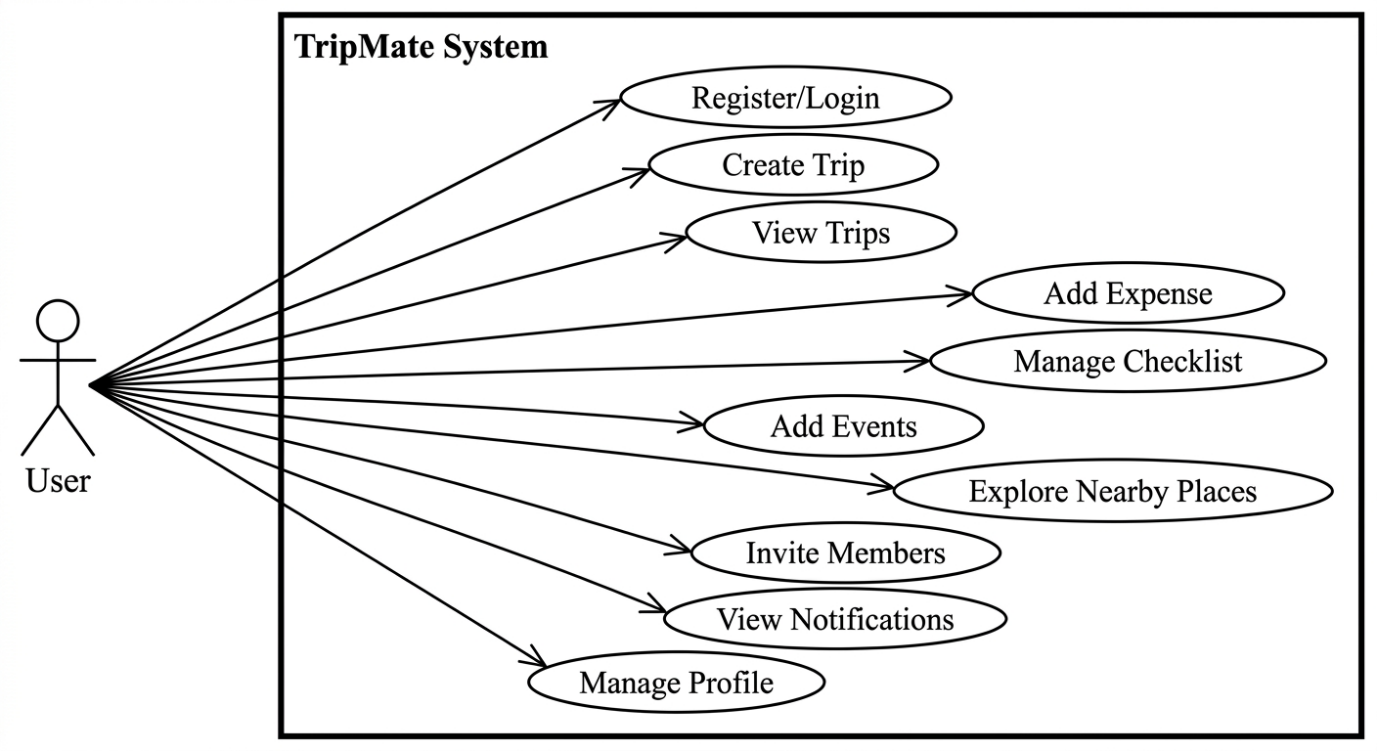 TripMate System
Register/Login
Create Trip
View Trips
Add Expense
Manage Checklist
Add Events
User
Explore Nearby Places
Invite Members
View Notifications
Manage Profile